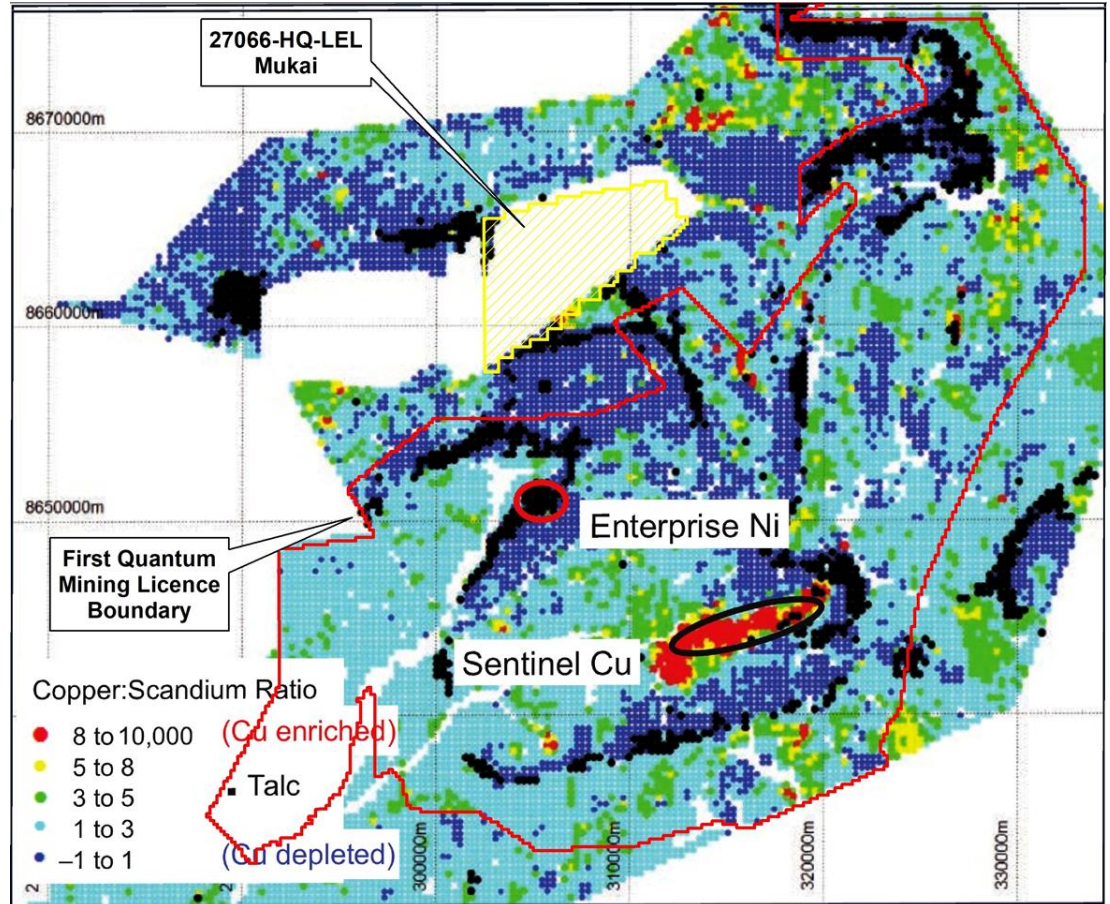 27066-HQ-LEL
Mukai
8670000m
8660000m
8650000m
First Quantum
Mining Licence
Boundary
Enterprise Ni
Sentinel Cu
Copper:Scandium Ratio
8 to 10,000 (Cu enriched)
5 to 8
3 to 5
1 to 3
–1 to 1 (Cu depleted)
Talc
2
2
300000m
310000m
320000m
330000m